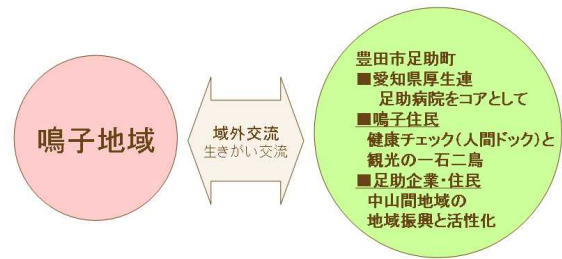 鳴子地域
域外交流
生きがい交流
豊田市足助町
■愛知県厚生連
足助病院をコアとして
■鳴子住民
健康チェック(人間ドック)と
観光の一石二鳥
■足助企業・住民
中山間地域の
地域振興と活性化